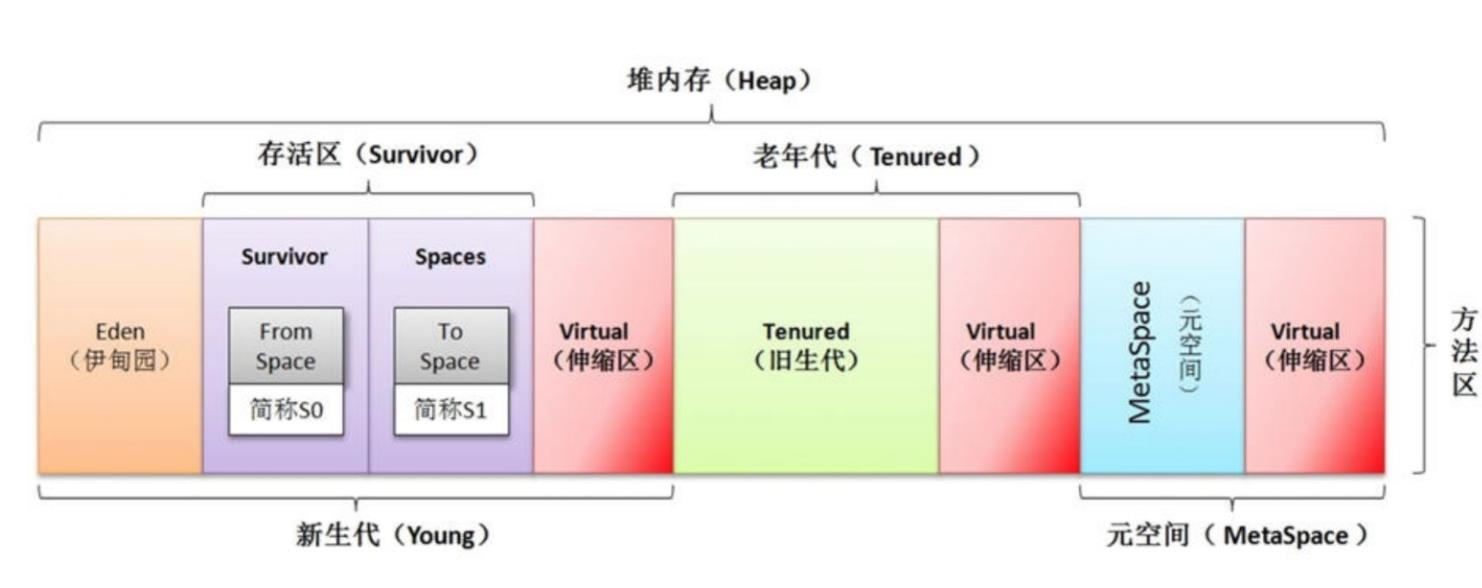 堆内存（Heap）
存活区（Survivor）
老年代（ Tenured ）
Eden
（伊甸园）
Survivor
From
Space
简称S0
Spaces
To
Space
简称S1
Virtual
（伸缩区）
Tenured
（旧生代）
Virtual
（伸缩区）
MetaSpace
（元空间）
Virtual
（伸缩区）
方法区
新生代（Young）
元空间（ MetaSpace ）